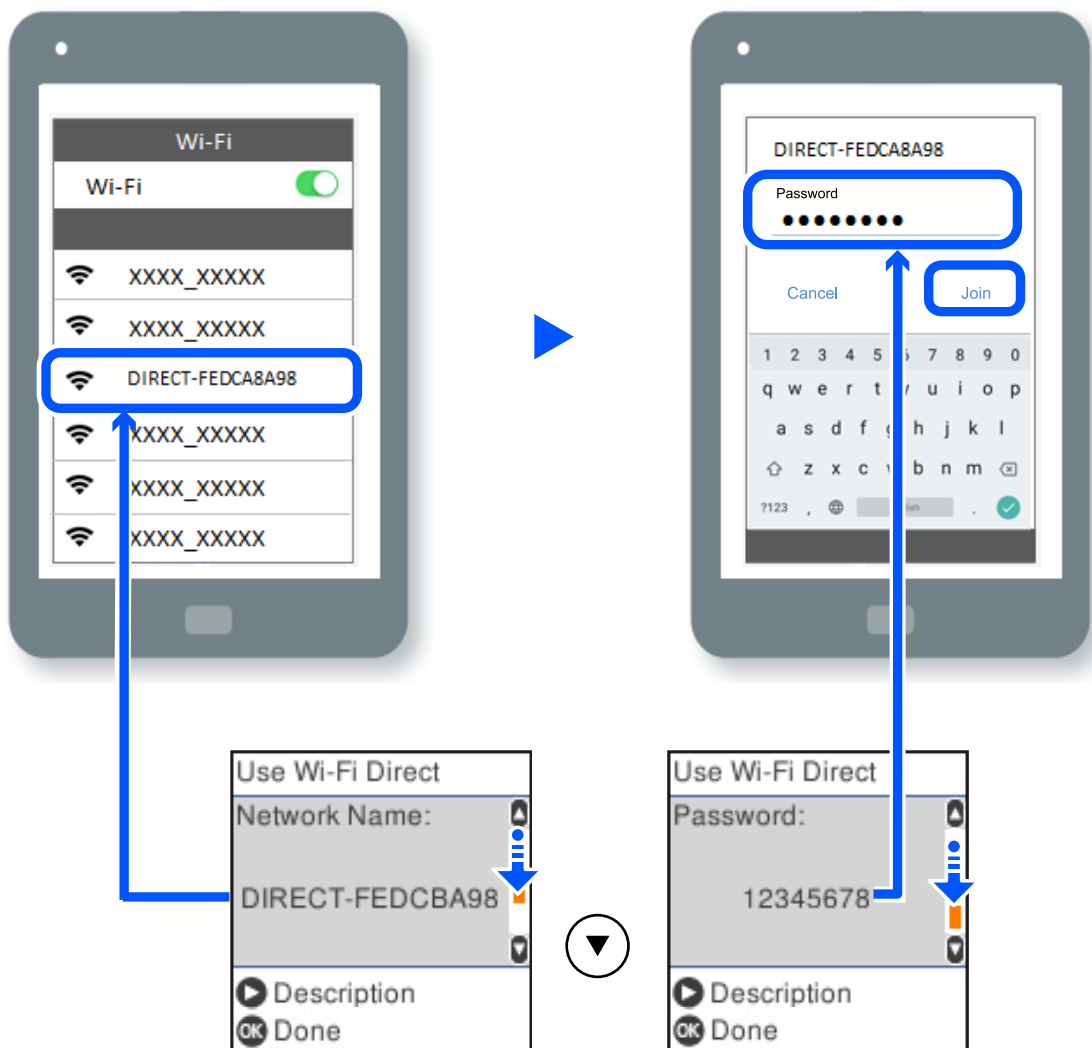 Wi-Fi
Wi-Fi
XXXX_XXXXX
XXXX_XXXXX
DIRECT-FEDCA8A98
XXXX_XXXXX
XXXX_XXXXX
XXXX_XXXXX
DIRECT-FEDCA8A98
Password
Cancel
Join
1 2 3 4 5 7 8 9 0
q w e r t u i o p
a s d f h j k l
z x c b n m
?123 , .
Use Wi-Fi Direct
Network Name:
DIRECT-FEDCBA98
Description
OK Done
Use Wi-Fi Direct
Password:
12345678
Description
OK Done